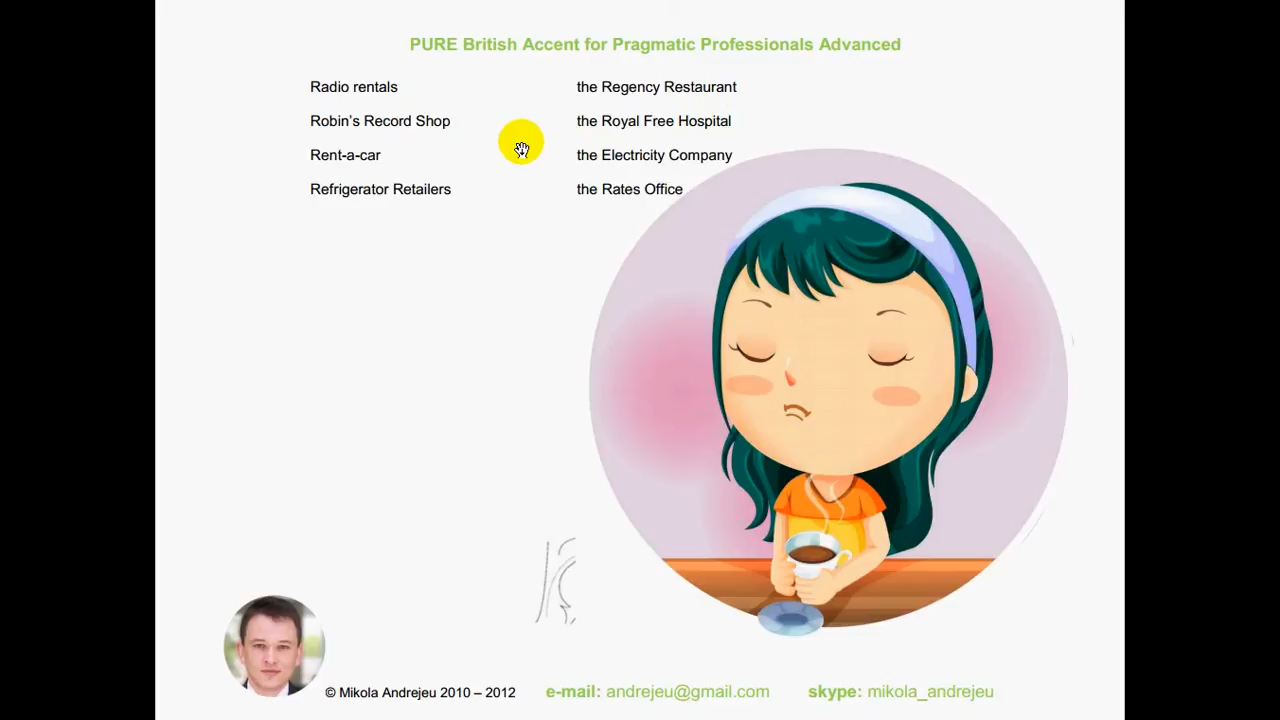 PURE British Accent for Pragmatic Professionals Advanced
Radio rentals
the Regency Restaurant
Robin’s Record Shop
the Royal Free Hospital
Rent-a-car
the Electricity Company
Refrigerator Retailers
the Rates Office
© Mikola Andrejeu 2010 – 2012
e-mail: andrejeu@gmail.com
skype: mikola_andrejeu